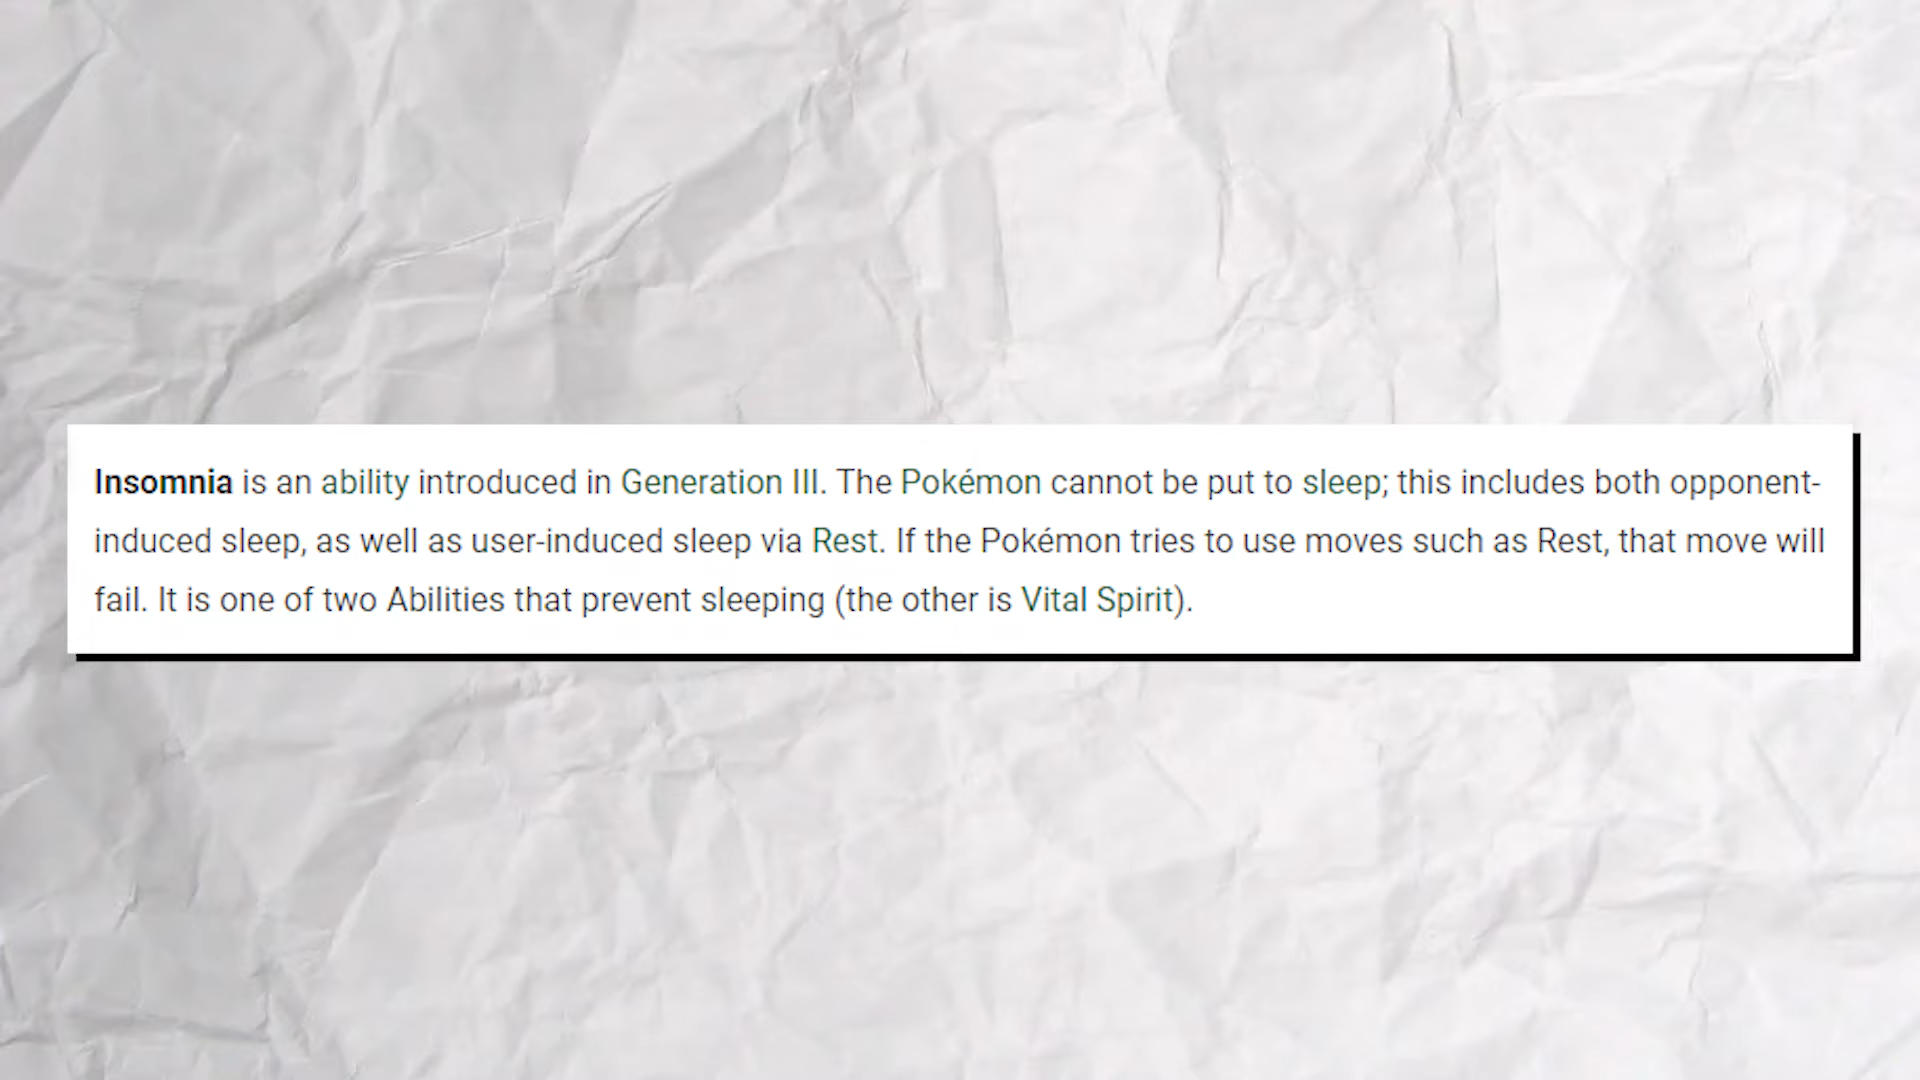 Insomnia is an ability introduced in Generation III. The Pokémon cannot be put to sleep; this includes both opponent-
induced sleep, as well as user-induced sleep via Rest. If the Pokémon tries to use moves such as Rest, that move will
fail. It is one of two Abilities that prevent sleeping (the other is Vital Spirit).